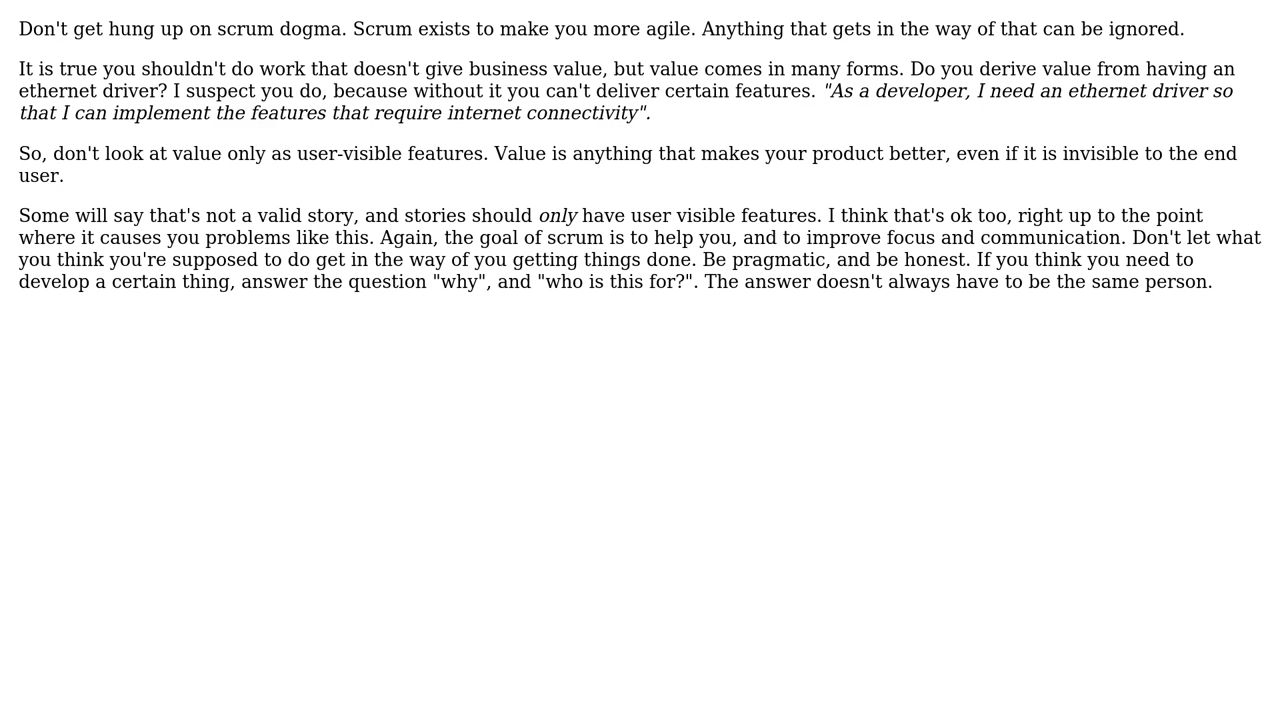 Don't get hung up on scrum dogma. Scrum exists to make you more agile. Anything that gets in the way of that can be ignored.
It is true you shouldn't do work that doesn't give business value, but value comes in many forms. Do you derive value from having an
ethernet driver? I suspect you do, because without it you can't deliver certain features. "As a developer, I need an ethernet driver so
that I can implement the features that require internet connectivity".
So, don't look at value only as user-visible features. Value is anything that makes your product better, even if it is invisible to the end
user.
Some will say that's not a valid story, and stories should only have user visible features. I think that's ok too, right up to the point
where it causes you problems like this. Again, the goal of scrum is to help you, and to improve focus and communication. Don't let what
you think you're supposed to do get in the way of you getting things done. Be pragmatic, and be honest. If you think you need to
develop a certain thing, answer the question "why", and "who is this for?". The answer doesn't always have to be the same person.